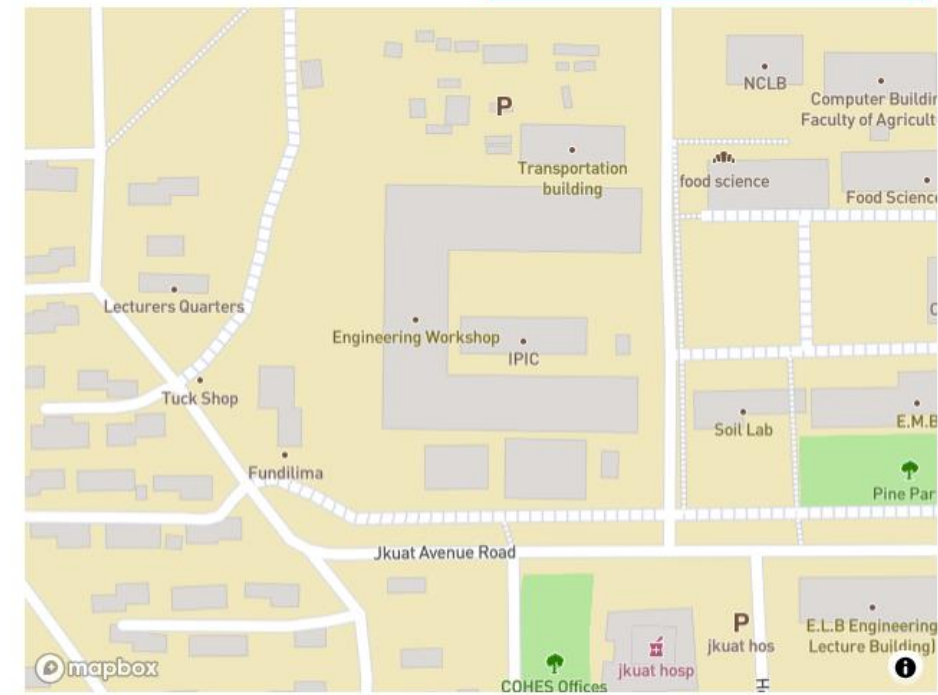 NCLB
Computer Buildin
Faculty of Agricult
P
Transportation
building
food science
Food Science
Lecturers Quarters
Engineering Workshop
IPIC
C
Tuck Shop
Soil Lab
E.M.B
Fundilima
Pine Par
Jkuat Avenue Road
P
jkuat hos
E.L.B Engineering
Lecture Building]
jkuat hosp
COHES Offices
H
mapbox
i